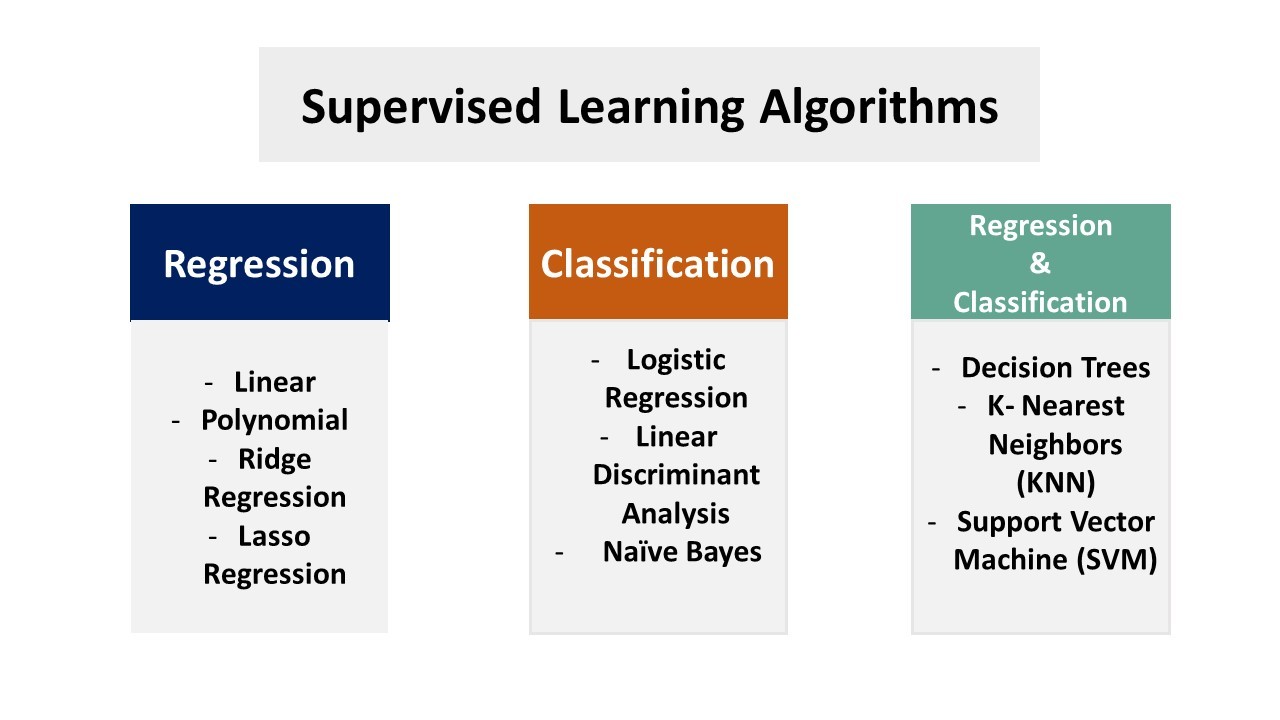 Supervised Learning Algorithms
Regression
- Linear
- Polynomial
- Ridge
Regression
- Lasso
Regression
Classification
- Logistic
Regression
- Linear
Discriminant
Analysis
- Naïve Bayes
Regression
&
Classification
- Decision Trees
- K- Nearest
Neighbors
(KNN)
- Support Vector
Machine (SVM)